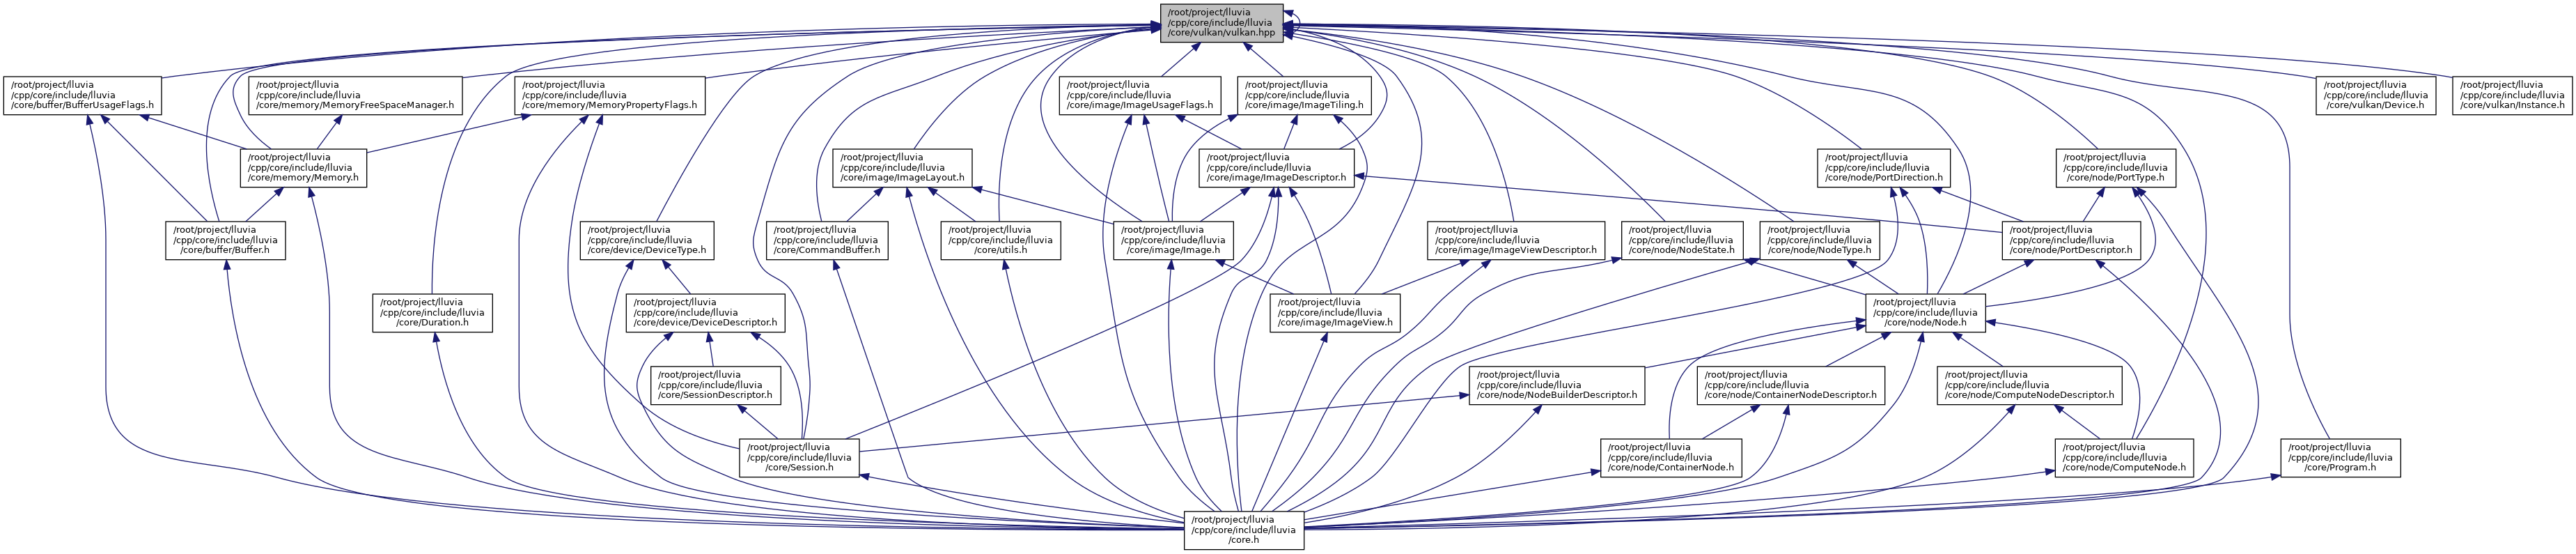 /root/project/lluvia
/cpp/core/include/lluvia
/core/vulkan/vulkan.hpp
/root/project/lluvia
/cpp/core/include/lluvia
/core/buffer/BufferUsageFlags.h
/root/project/lluvia
/cpp/core/include/lluvia
/core/memory/MemoryFreeSpaceManager.h
/root/project/lluvia
/cpp/core/include/lluvia
/core/memory/MemoryPropertyFlags.h
/root/project/lluvia
/cpp/core/include/lluvia
/core/image/ImageUsageFlags.h
/root/project/lluvia
/cpp/core/include/lluvia
/core/image/ImageTiling.h
/root/project/lluvia
/cpp/core/include/lluvia
/core/vulkan/Device.h
/root/project/lluvia
/cpp/core/include/lluvia
/core/vulkan/Instance.h
/root/project/lluvia
/cpp/core/include/lluvia
/core/memory/Memory.h
/root/project/lluvia
/cpp/core/include/lluvia
/core/image/ImageLayout.h
/root/project/lluvia
/cpp/core/include/lluvia
/core/image/ImageDescriptor.h
/root/project/lluvia
/cpp/core/include/lluvia
/core/node/PortDirection.h
/root/project/lluvia
/cpp/core/include/lluvia
/core/node/PortType.h
/root/project/lluvia
/cpp/core/include/lluvia
/core/buffer/Buffer.h
/root/project/lluvia
/cpp/core/include/lluvia
/core/device/DeviceType.h
/root/project/lluvia
/cpp/core/include/lluvia
/core/CommandBuffer.h
/root/project/lluvia
/cpp/core/include/lluvia
/core/utils.h
/root/project/lluvia
/cpp/core/include/lluvia
/core/image/Image.h
/root/project/lluvia
/cpp/core/include/lluvia
/core/image/ImageViewDescriptor.h
/root/project/lluvia
/cpp/core/include/lluvia
/core/node/NodeState.h
/root/project/lluvia
/cpp/core/include/lluvia
/core/node/NodeType.h
/root/project/lluvia
/cpp/core/include/lluvia
/core/node/PortDescriptor.h
/root/project/lluvia
/cpp/core/include/lluvia
/core/Duration.h
/root/project/lluvia
/cpp/core/include/lluvia
/core/device/DeviceDescriptor.h
/root/project/lluvia
/cpp/core/include/lluvia
/core/image/ImageView.h
/root/project/lluvia
/cpp/core/include/lluvia
/core/node/Node.h
/root/project/lluvia
/cpp/core/include/lluvia
/core/SessionDescriptor.h
/root/project/lluvia
/cpp/core/include/lluvia
/core/node/NodeBuilderDescriptor.h
/root/project/lluvia
/cpp/core/include/lluvia
/core/node/ContainerNodeDescriptor.h
/root/project/lluvia
/cpp/core/include/lluvia
/core/node/ComputeNodeDescriptor.h
/root/project/lluvia
/cpp/core/include/lluvia
/core/Session.h
/root/project/lluvia
/cpp/core/include/lluvia
/core/node/ContainerNode.h
/root/project/lluvia
/cpp/core/include/lluvia
/core/node/ComputeNode.h
/root/project/lluvia
/cpp/core/include/lluvia
/core/Program.h
/root/project/lluvia
/cpp/core/include/lluvia
/core.h